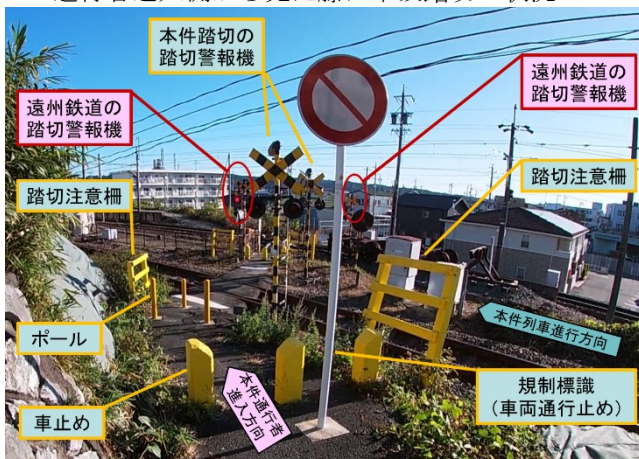 本件踏切の
踏切警報機
遠州鉄道の
踏切警報機
遠州鉄道の
踏切警報機
踏切注意柵
踏切注意柵
ポール
本件列車進行方向
車止め
本件通行者
進入方向
規制標識
(車両通行止め)